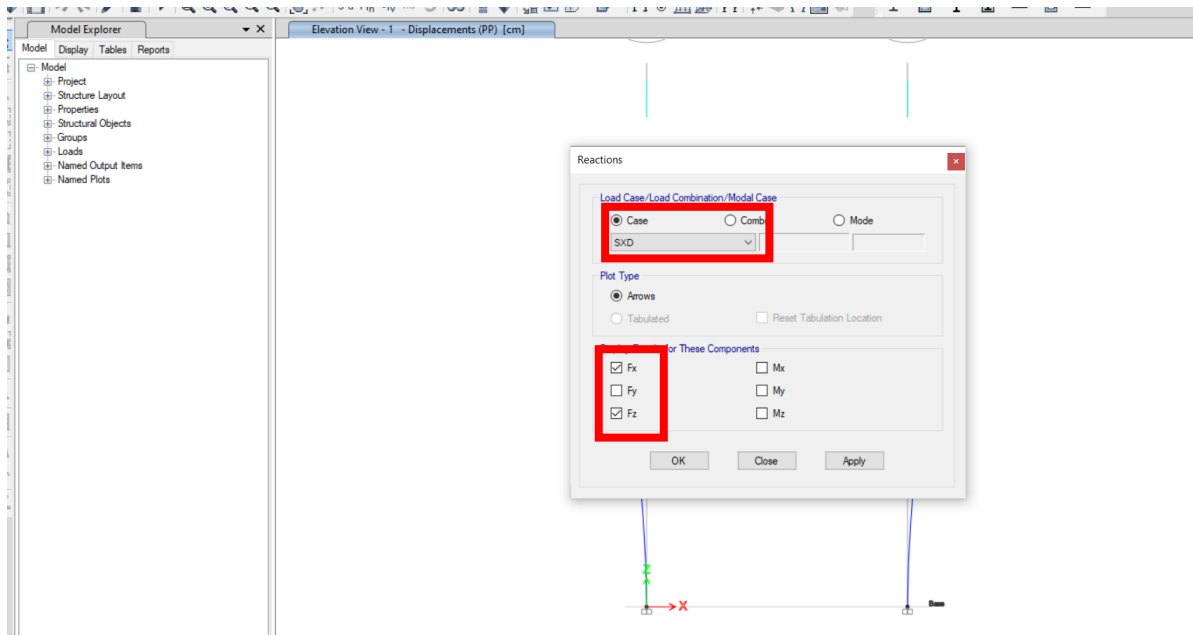 Model Explorer
Elevation View - 1 - Displacements (PP) [cm]
Model Display Tables Reports
Model
Project
Structure Layout
Properties
Structural Objects
Groups
Loads
Named Output Items
Named Plots
Reactions
Load Case/Load Combination/Modal Case
Case
Mode
SXD
Plot Type
Arrows
Tabulated
Reset Tabulation Location
for These Components
Fx
Mx
Fy
My
Fz
Mz
OK
Close
Apply
Z
X
Base